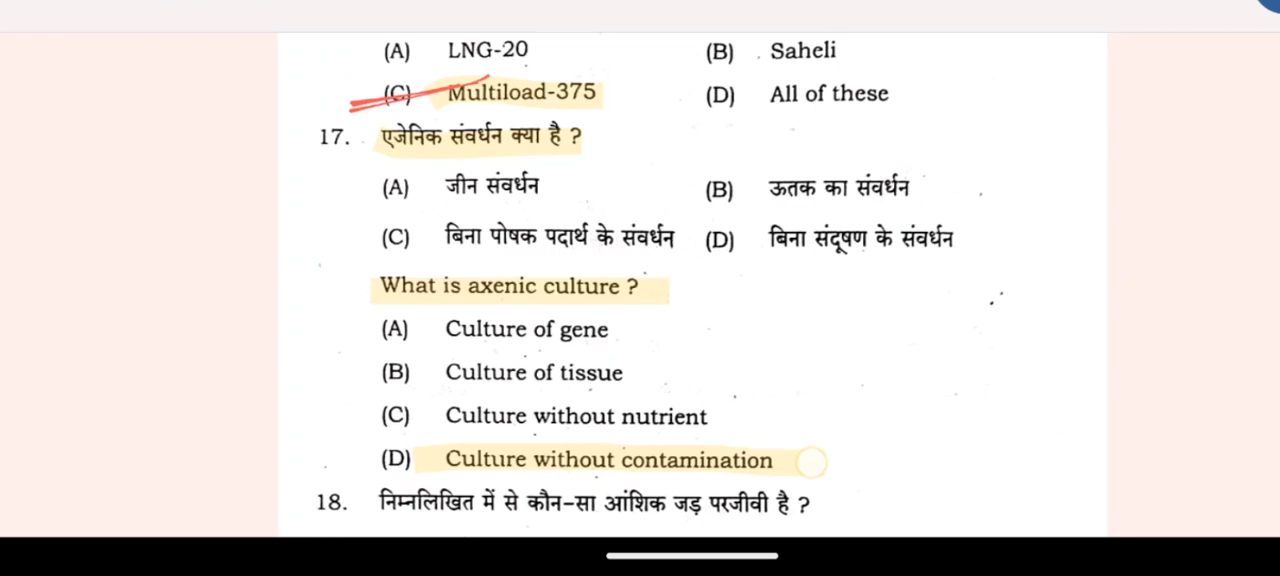 (A) LNG-20 (B) Saheli
(C) Multiload-375 (D) All of these
17. एजेनिक संवर्धन क्या है ?
(A) जीन संवर्धन (B) ऊतक का संवर्धन
(C) बिना पोषक पदार्थ के संवर्धन (D) बिना संदूषण के संवर्धन
What is axenic culture ?
(A) Culture of gene
(B) Culture of tissue
(C) Culture without nutrient
(D) Culture without contamination
18. निम्नलिखित में से कौन-सा आंशिक जड़ परजीवी है ?